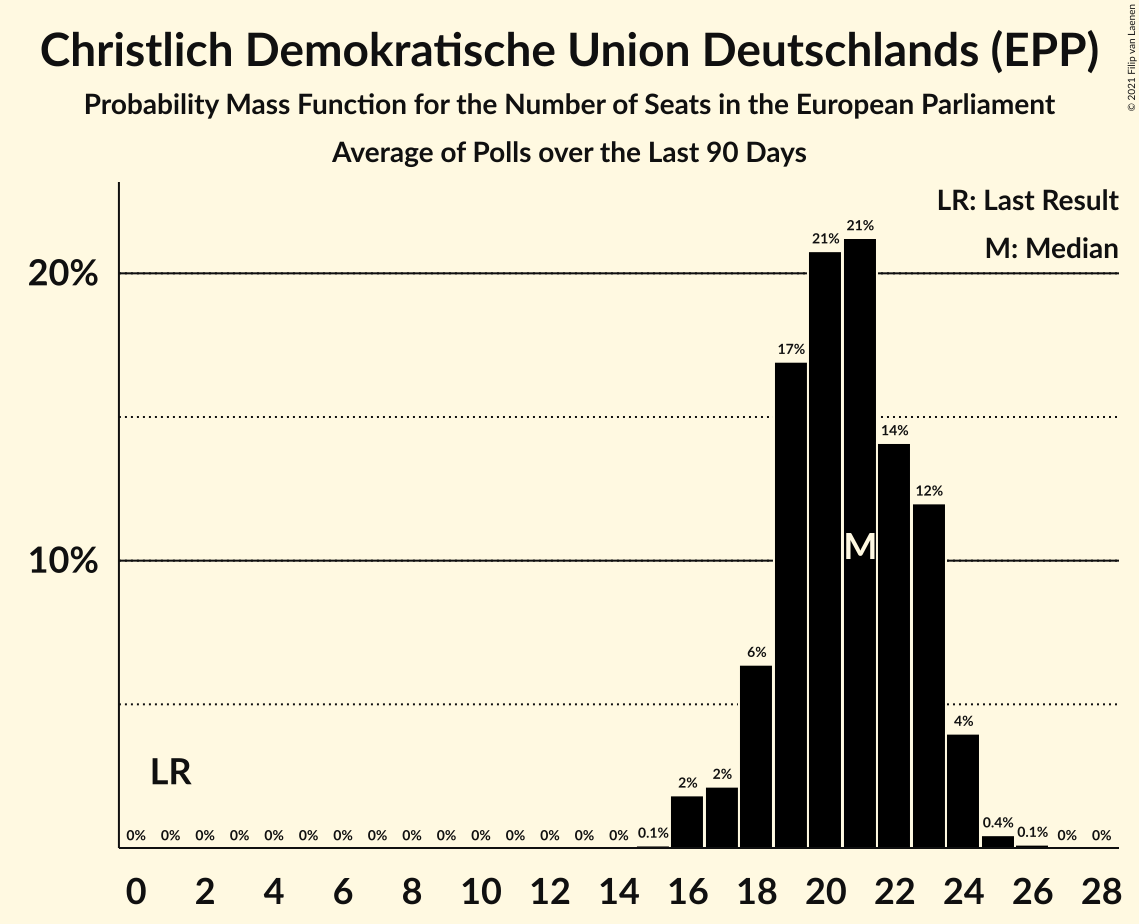 Christlich Demokratische Union Deutschlands (EPP)
Probability Mass Function for the Number of Seats in the European Parliament
Average of Polls over the Last 90 Days
© 2021 Filip van Laenen
LR: Last Result
M: Median
20%
10%
0% 0% 0% 0% 0% 0% 0% 0% 0% 0% 0% 0% 0% 0% 0% 0.1% 2% 2% 6% 17% 21% 21% 14% 12% 4% 0.4% 0.1% 0% 0%
LR
M
0 2 4 6 8 10 12 14 16 18 20 22 24 26 28